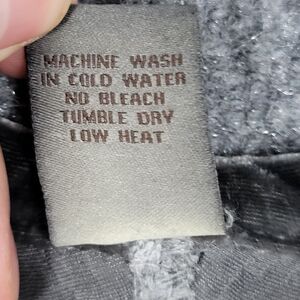 MACHINE WASH
IN COLD WATER
NO BLEACH
TUMBLE DRY
LOW HEAT